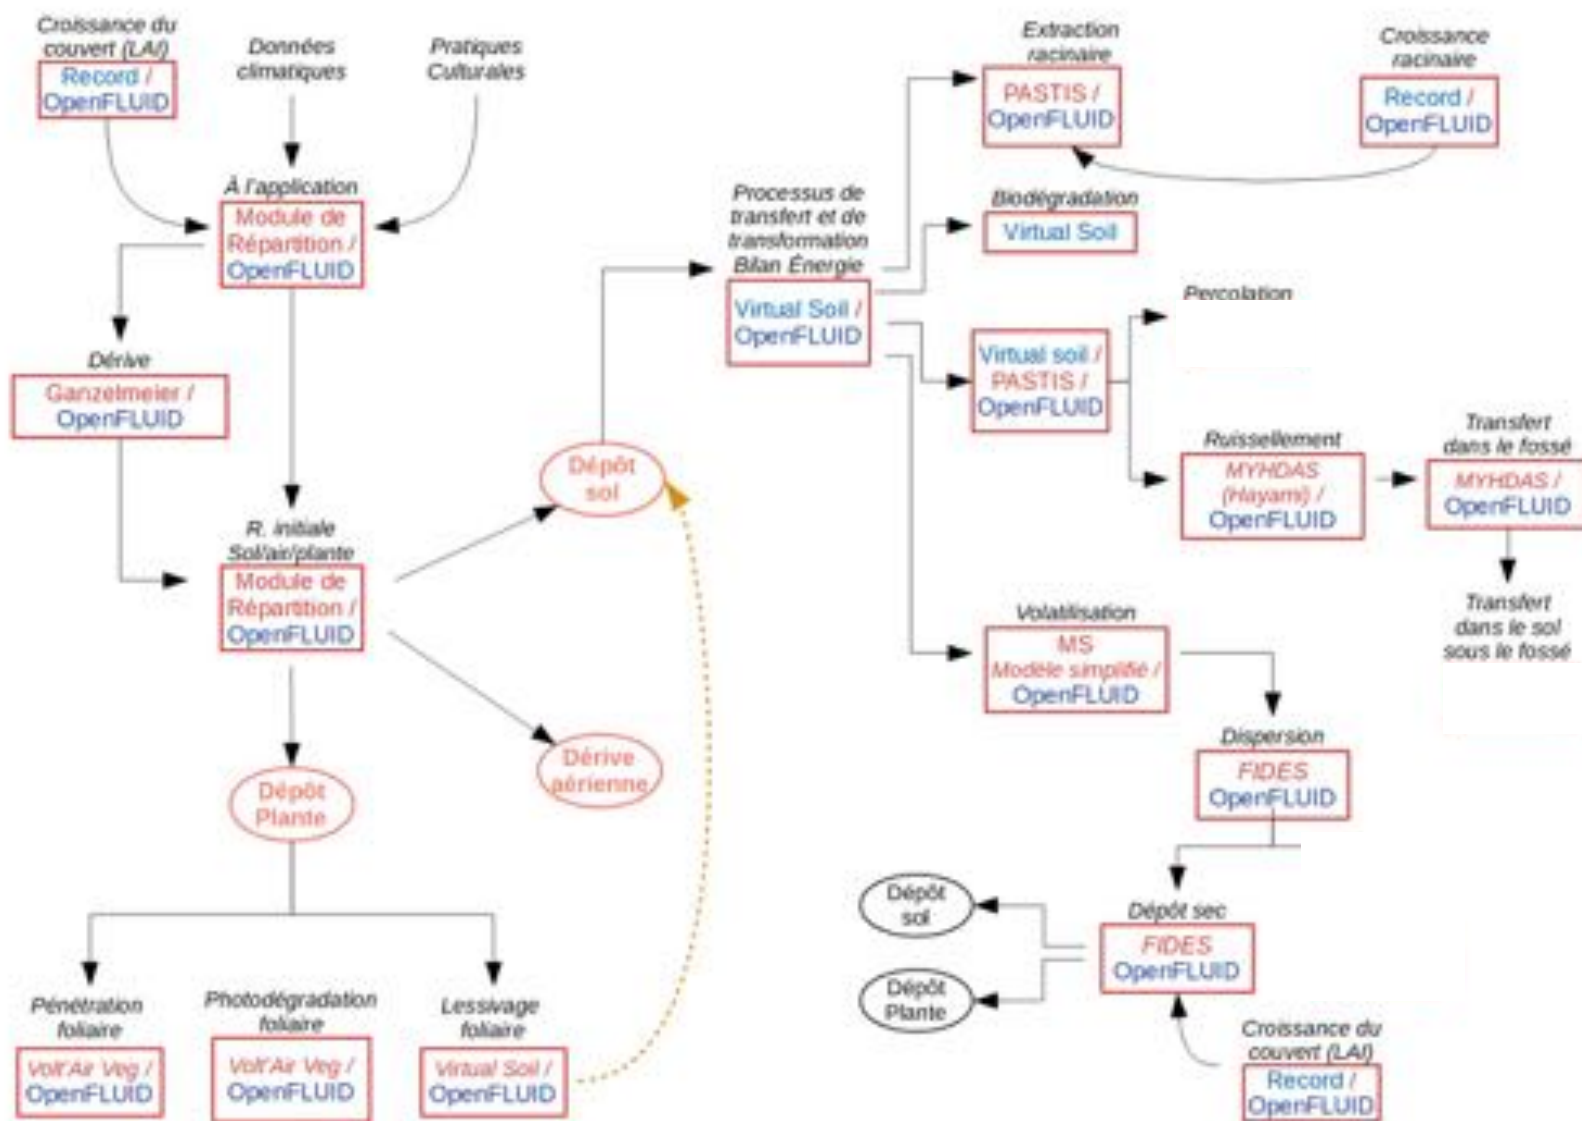 Croissance du
couvert (LAI)
Record /
OpenFLUID
Données
climatiques
Pratiques
Culturales
À l'application
Module de
Répartition /
OpenFLUID
Dérive
Ganzelmeier /
OpenFLUID
R. initiale
Sol/air/plante
Module de
Répartition /
OpenFLUID
Dépôt
sol
Dérive
aérienne
Dépôt
Plante
Pénétration
foliaire
Volt'Air Veg /
OpenFLUID
Photodégradation
foliaire
Volt'Air Veg /
OpenFLUID
Lessivage
foliaire
Virtual Soil /
OpenFLUID
Processus de
transfert et de
transformation
Bilan Énergie
Virtual Soil /
OpenFLUID
Extraction
racinaire
PASTIS /
OpenFLUID
Croissance
racinaire
Record /
OpenFLUID
Biodégradation
Virtual Soil
Virtual soil /
PASTIS /
OpenFLUID
Percolation
Ruissellement
MYHDAS
(Hayami) /
OpenFLUID
Transfert
dans le fossé
MYHDAS /
OpenFLUID
Transfert
dans le sol
sous le fossé
Volatilisation
MS
Modèle simplifié /
OpenFLUID
Dispersion
FIDES
OpenFLUID
Dépôt sec
FIDES
OpenFLUID
Dépôt
sol
Dépôt
Plante
Croissance du
couvert (LAI)
Record /
OpenFLUID